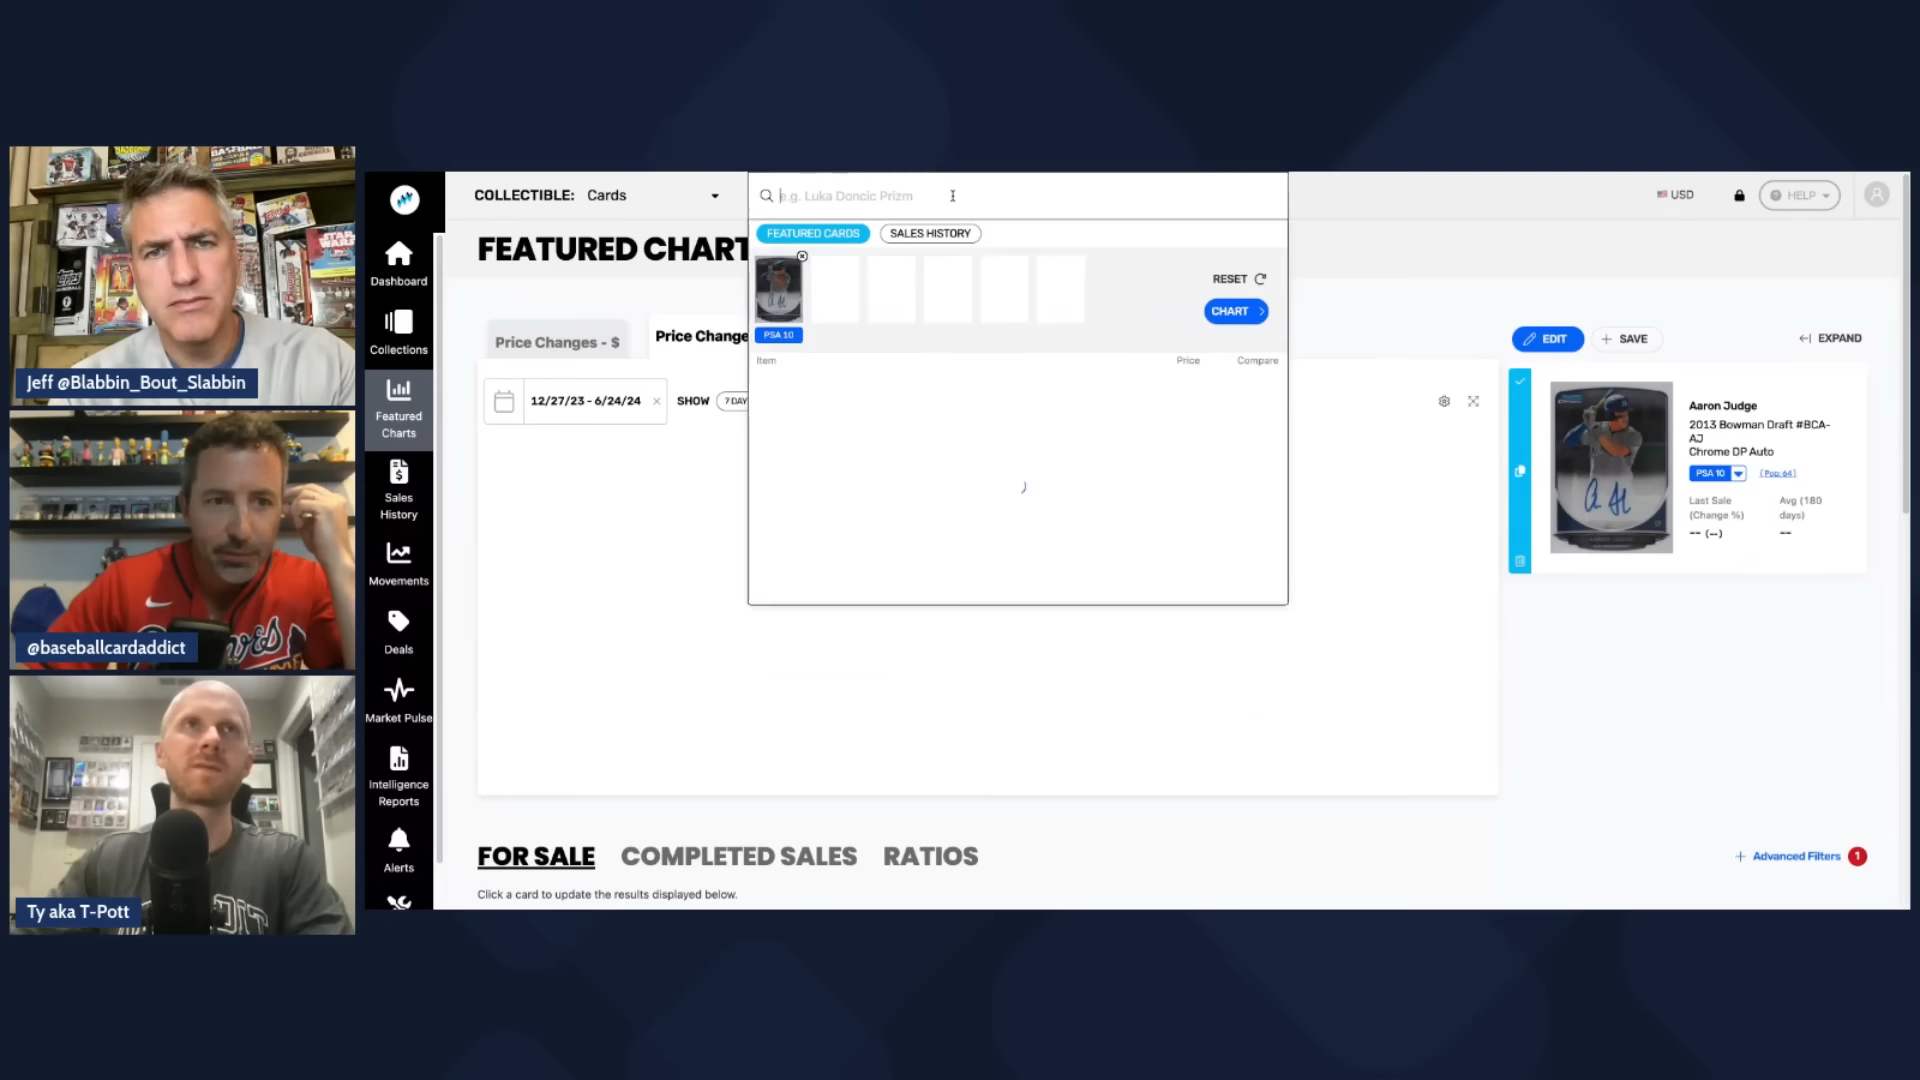 Jeff @Blabbin_Bout_Slabbin
@baseballcardaddict
Ty aka T-Pott
Dashboard
Collections
Featured
Charts
Sales
History
Movements
Deals
Market Pulse
Intelligence
Reports
Alerts
COLLECTIBLE: Cards
e.g. Luka Doncic Prizm
USD
HELP
FEATURED CHART
FEATURED CARDS
SALES HISTORY
RESET
CHART
PSA 10
Item
Price
Compare
Price Changes - $
Price Change
12/27/23 - 6/24/24
SHOW
7 DAY
EDIT
SAVE
EXPAND
Aaron Judge
2013 Bowman Draft #BCA-
AJ
Chrome DP Auto
PSA 10
(Pop: 64)
Last Sale
(Change %)
-- (--)
Avg (180
days)
--
FOR SALE
COMPLETED SALES
RATIOS
+ Advanced Filters 1
Click a card to update the results displayed below.
STAR
WARS